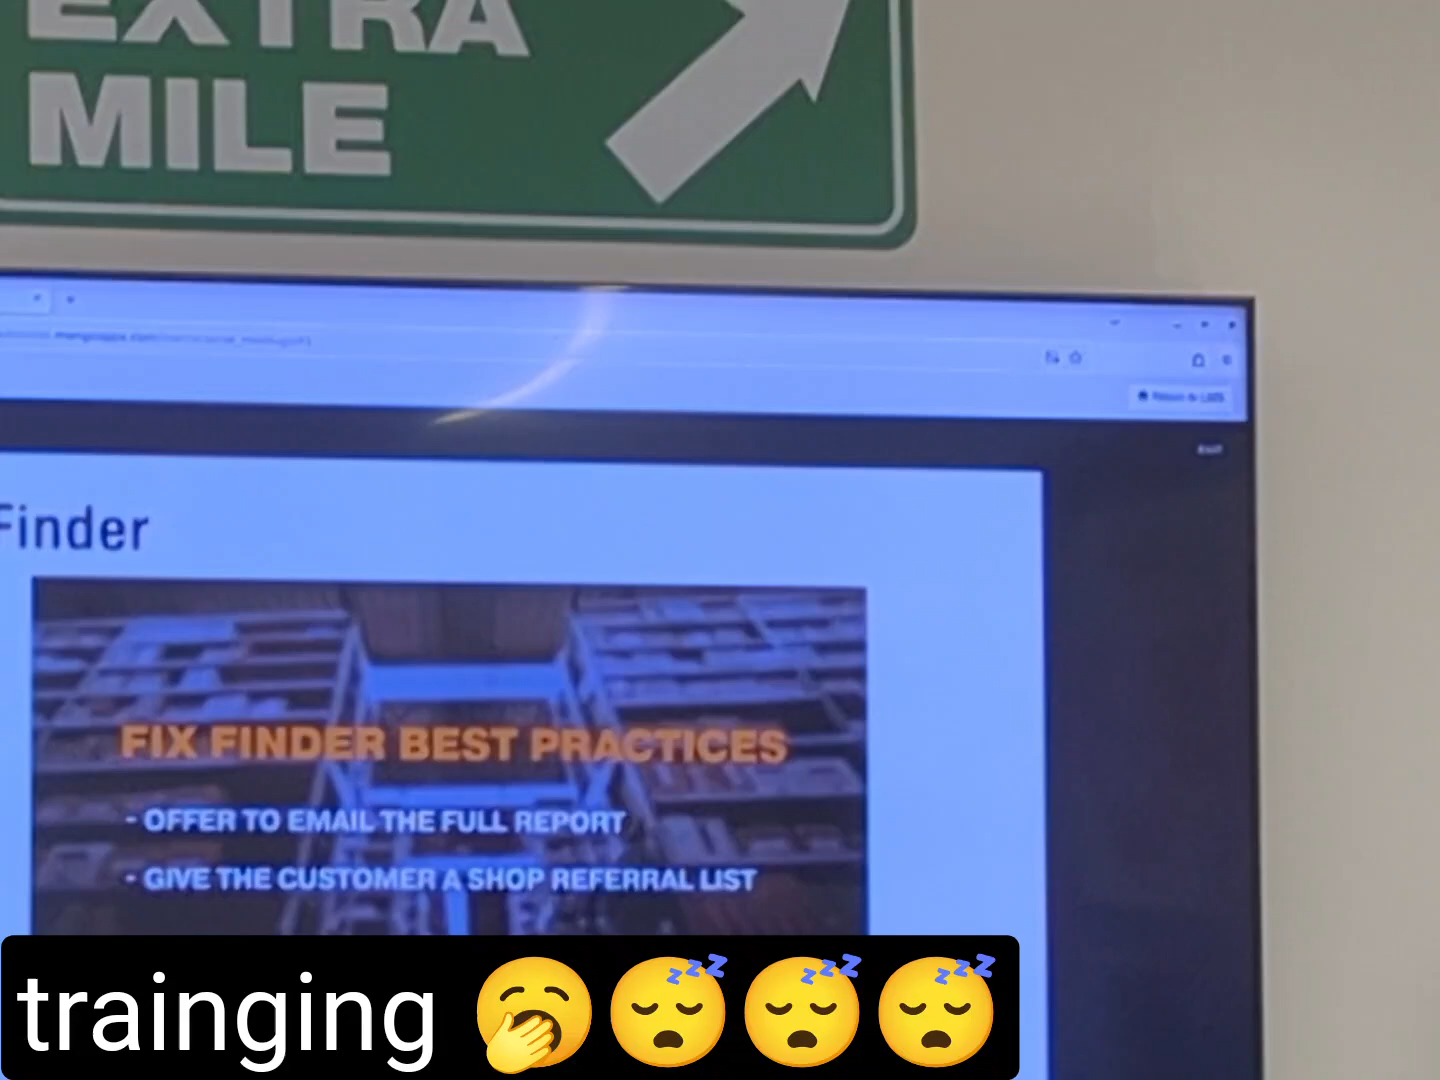 EXTRA
MILE
Finder
FIX FINDER BEST PRACTICES
- OFFER TO EMAIL THE FULL REPORT
- GIVE THE CUSTOMER A SHOP REFERRAL LIST
trainging 🥱😴😴😴